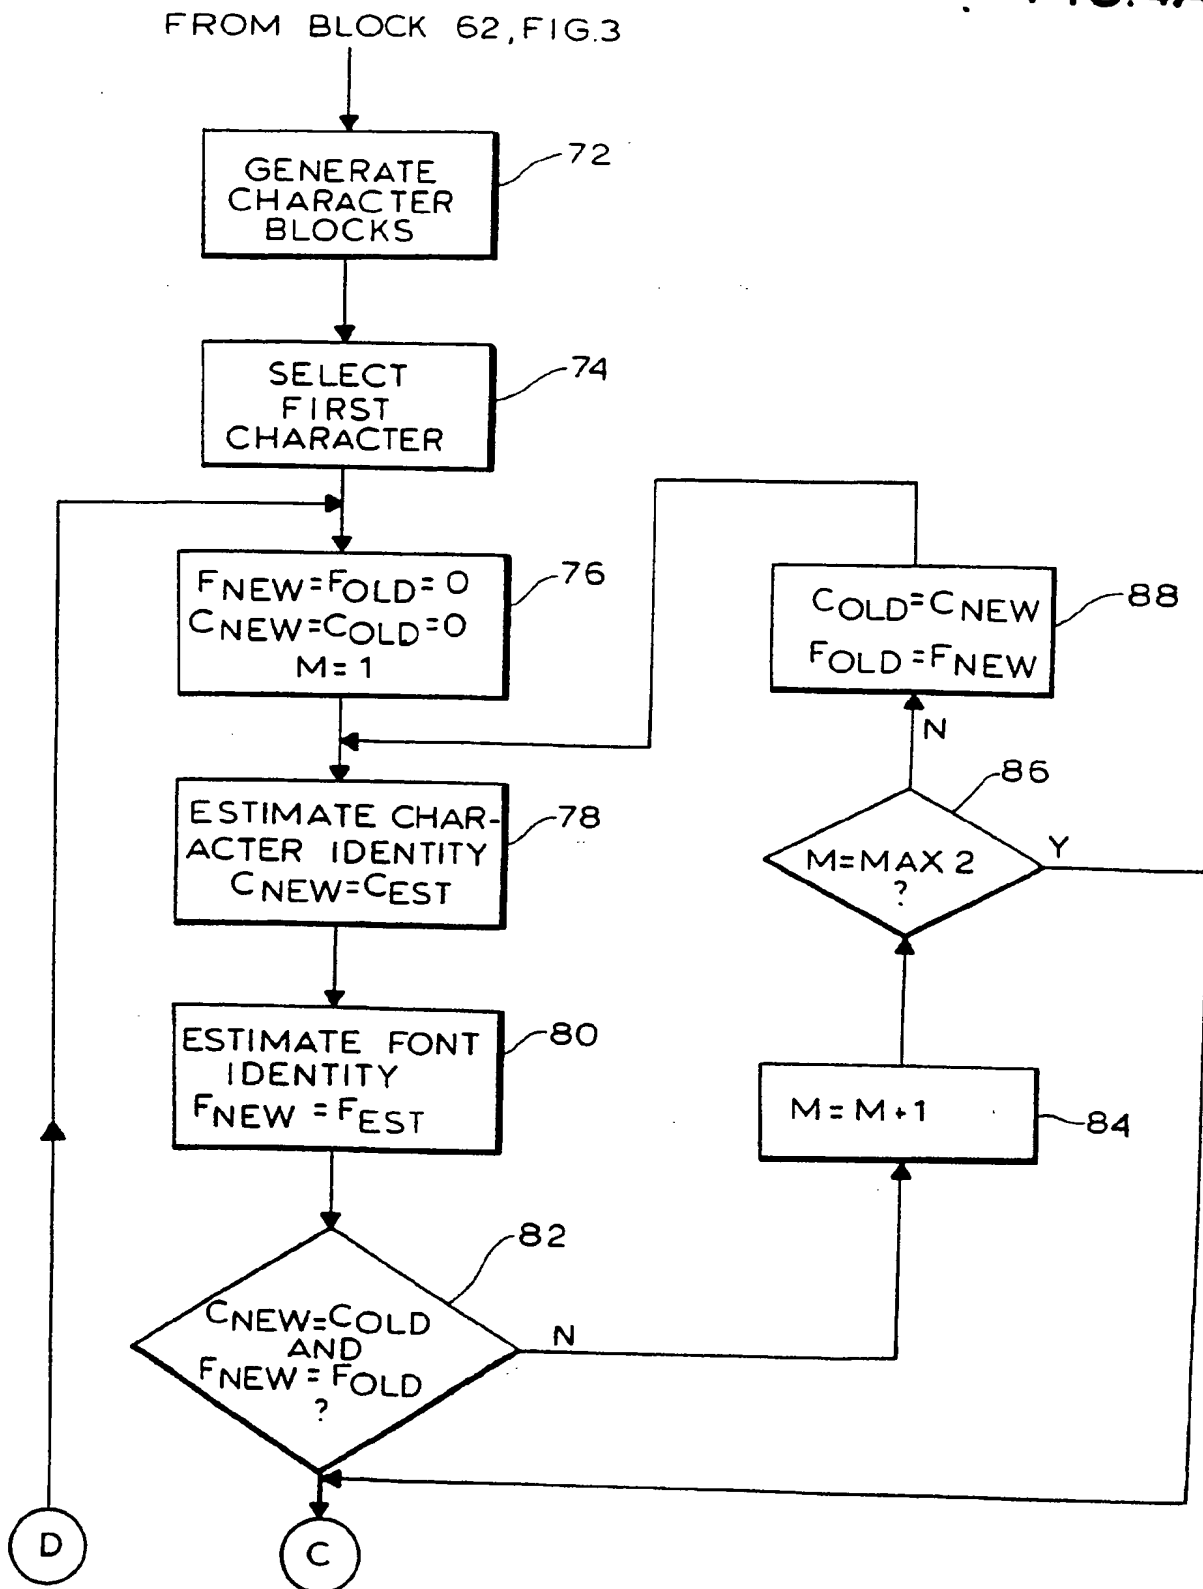 FROM BLOCK 62, FIG.3
GENERATE
CHARACTER
BLOCKS
72
SELECT
FIRST
CHARACTER
74
FNEW=FOLD=0
CNEW=COLD=0
M=1
76
COLD=CNEW
FOLD=FNEW
88
N
86
M=MAX 2
?
Y
ESTIMATE CHAR-
ACTER IDENTITY
CNEW=CEST
78
ESTIMATE FONT
IDENTITY
FNEW=FEST
80
M=M+1
84
82
CNEW=COLD
AND
FNEW=FOLD
?
N
D
C